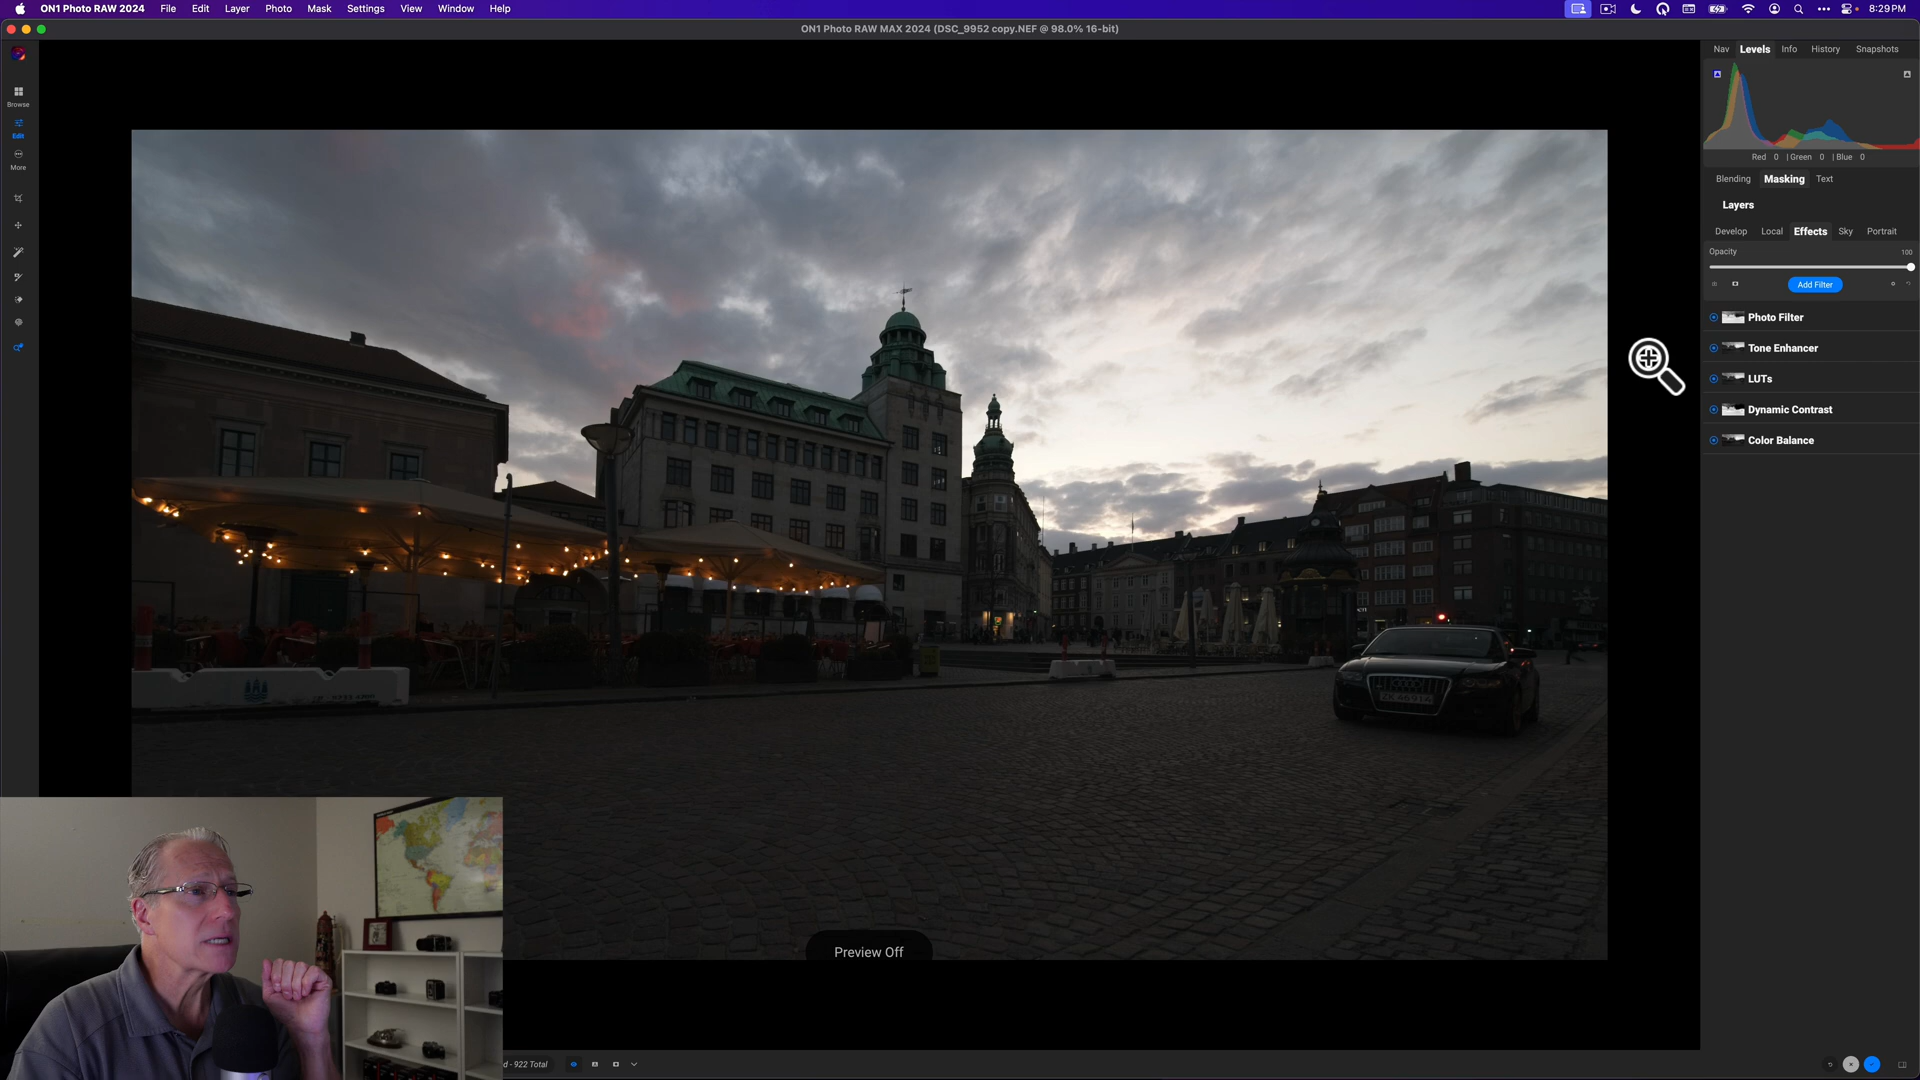 ON1 Photo RAW 2024 File Edit Layer Photo Mask Settings View Window Help 8:29 PM
ON1 Photo RAW MAX 2024 (DSC_9952 copy.NEF @ 98.0% 16-bit)
Nav Levels Info History Snapshots
Browse
Edit
More
Red 0 | Green 0 | Blue 0
Blending Masking Text
Layers
Develop Local Effects Sky Portrait
Opacity 100
Add Filter
Photo Filter
Tone Enhancer
LUTs
Dynamic Contrast
Color Balance
Preview Off
d - 922 Total